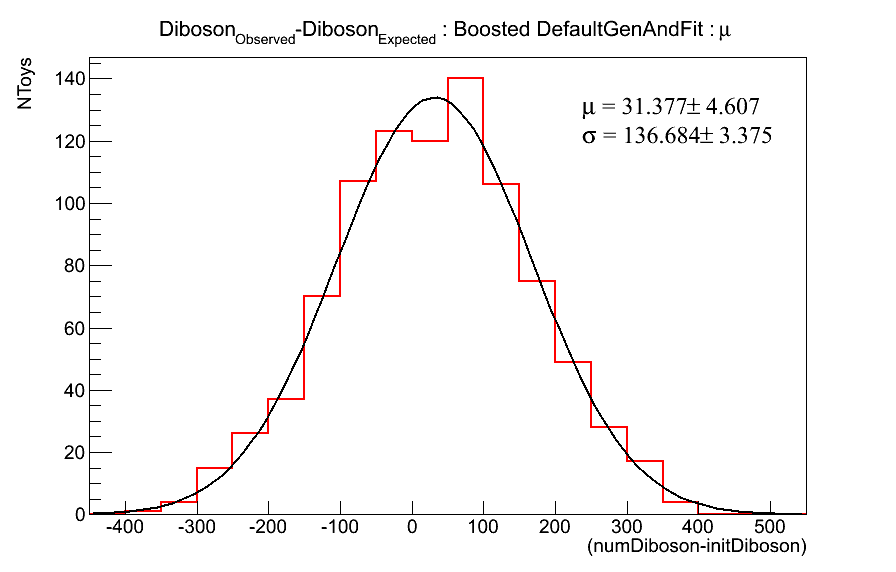 Diboson_Observed-Diboson_Expected : Boosted DefaultGenAndFit : μ
NToys
μ = 31.377± 4.607
σ = 136.684± 3.375
140
120
100
80
60
40
20
0
-400 -300 -200 -100 0 100 200 300 400 500
(numDiboson-initDiboson)